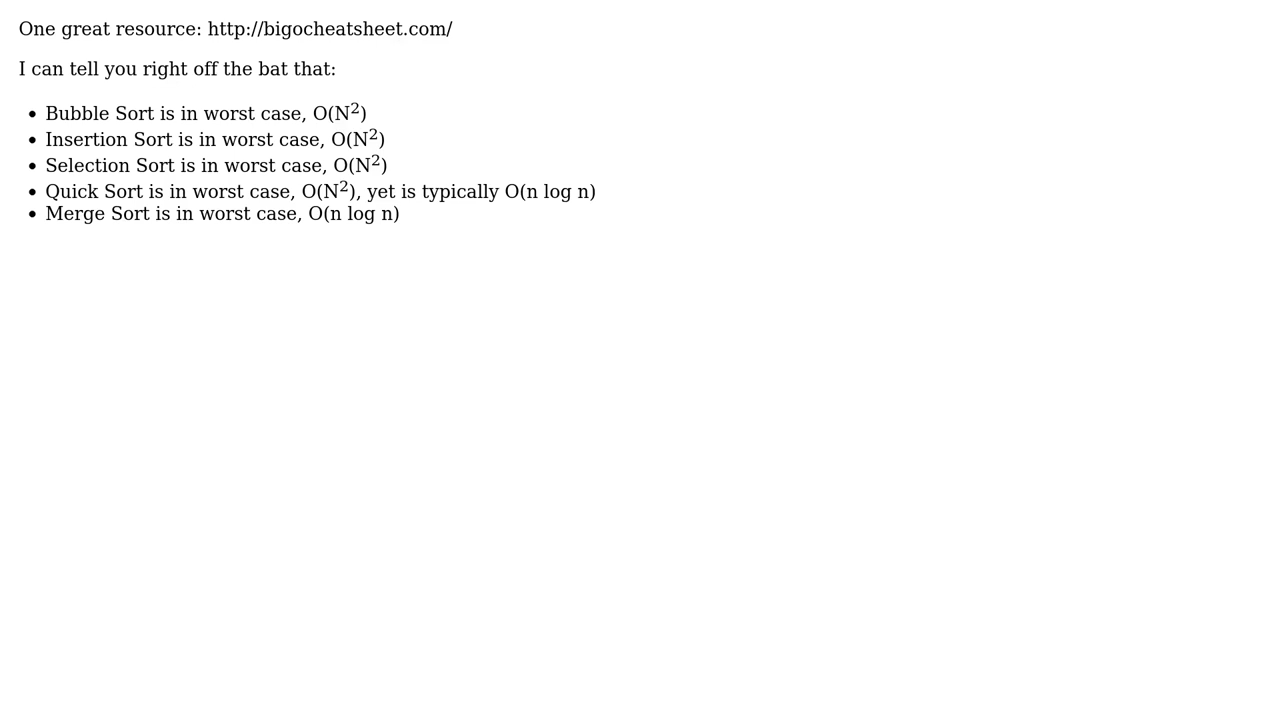 One great resource: http://bigocheatsheet.com/
I can tell you right off the bat that:
• Bubble Sort is in worst case, O(N²)
• Insertion Sort is in worst case, O(N²)
• Selection Sort is in worst case, O(N²)
• Quick Sort is in worst case, O(N²), yet is typically O(n log n)
• Merge Sort is in worst case, O(n log n)